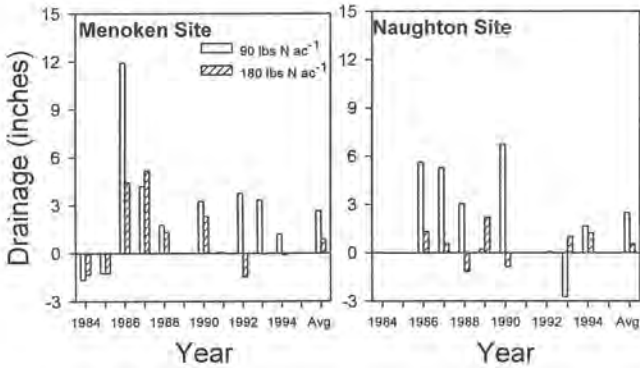 Menoken Site
90 lbs N ac⁻¹
180 lbs N ac⁻¹
Drainage (inches)
15
12
9
6
3
0
-3
1984 1986 1988 1990 1992 1994 Avg
Year
Naughton Site
15
12
9
6
3
0
-3
1984 1986 1988 1990 1992 1994 Avg
Year